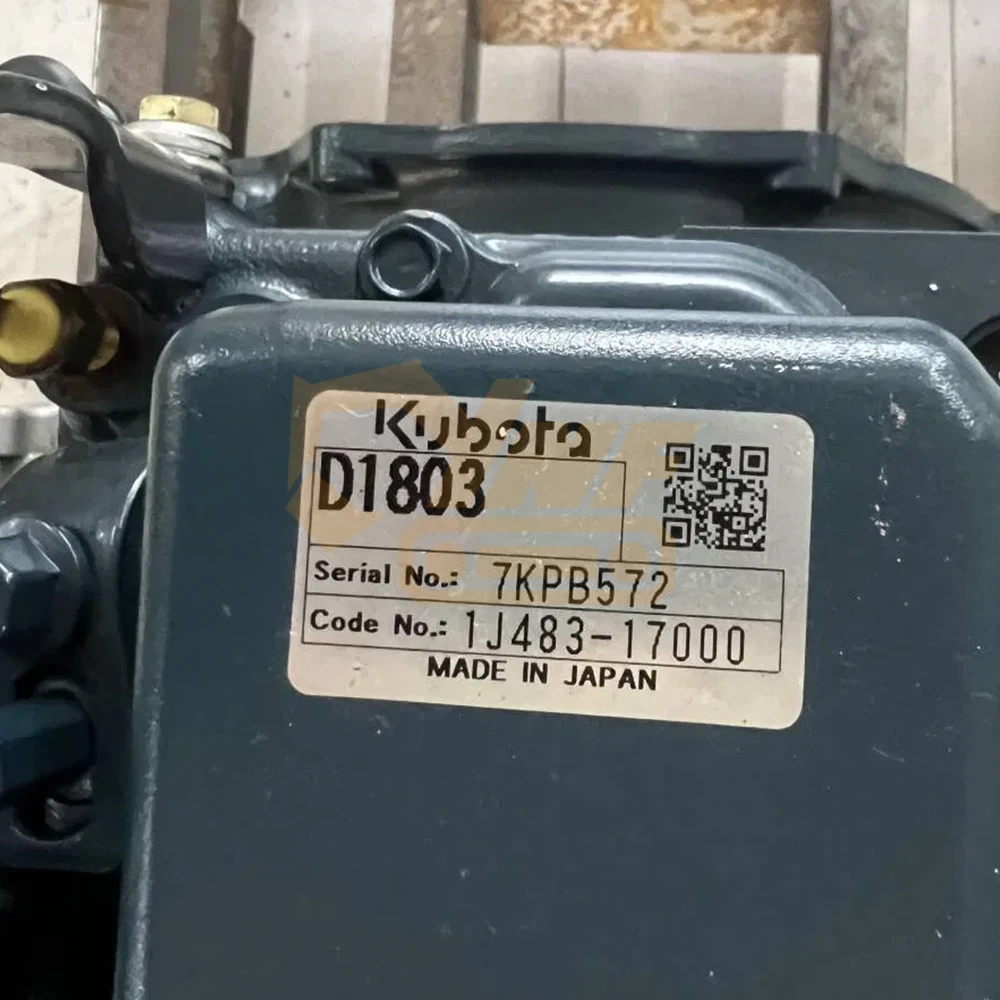 Kubota
D1803
Serial No.: 7KPB572
Code No.: 1J483-17000
MADE IN JAPAN